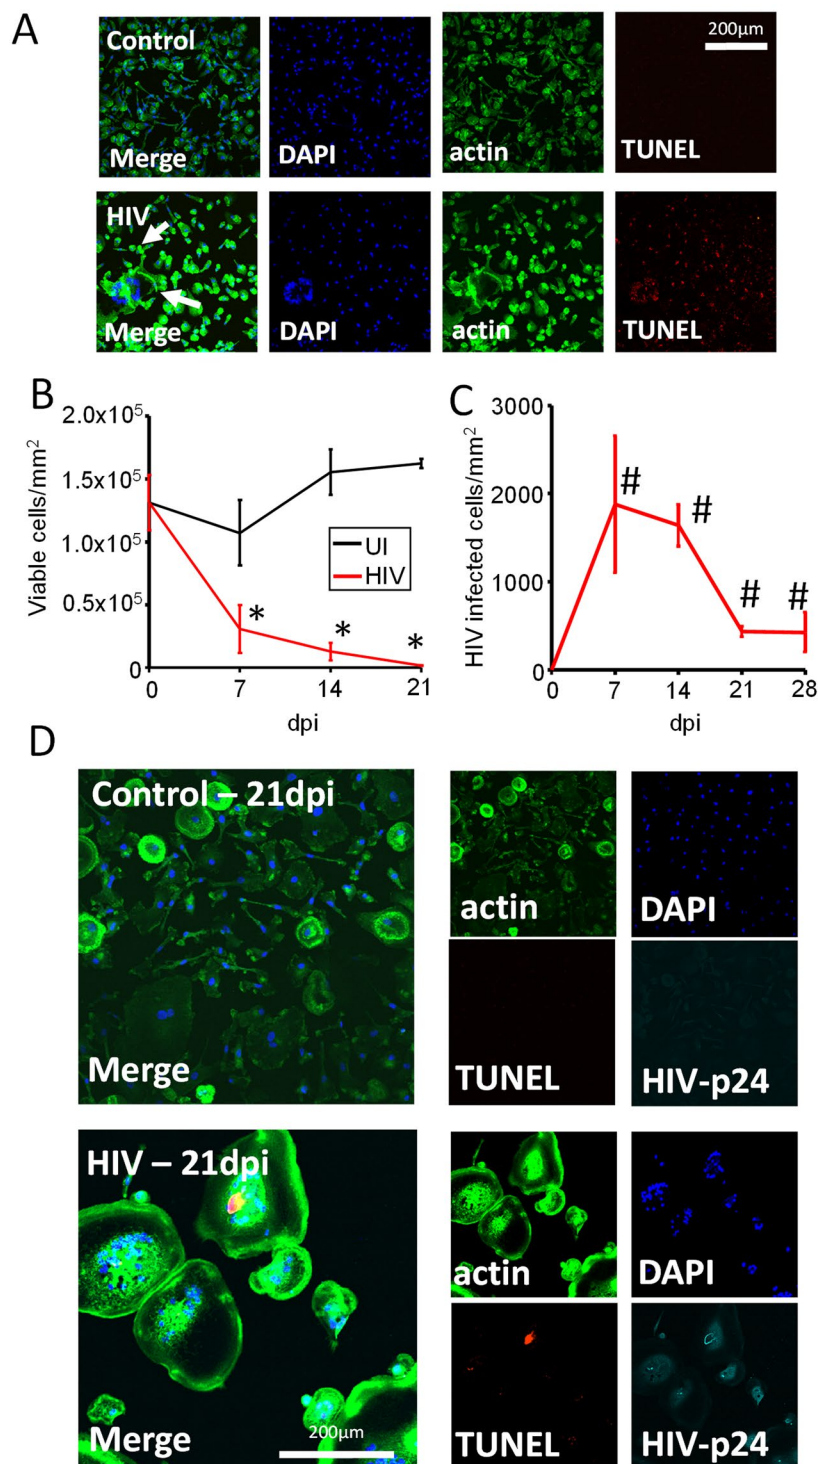 A
Control
Merge
DAPI
actin
200μm
TUNEL
HIV
Merge
DAPI
actin
TUNEL
B
2.0x10⁵
1.5x10⁵
1.0x10⁵
0.5x10⁵
0
Viable cells/mm²
UI
HIV
*
*
*
0 7 14 21
dpi
C
3000
2000
1000
0
HIV infected cells/mm²
#
#
#
#
0 7 14 21 28
dpi
D
Control – 21dpi
Merge
actin
DAPI
TUNEL
HIV-p24
HIV – 21dpi
Merge
200μm
actin
DAPI
TUNEL
HIV-p24